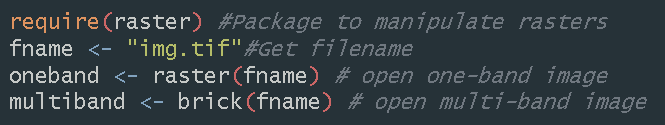 require(raster) #Package to manipulate rasters
fname <- "img.tif"#Get filename
oneband <- raster(fname) # open one-band image
multiband <- brick(fname) # open multi-band image